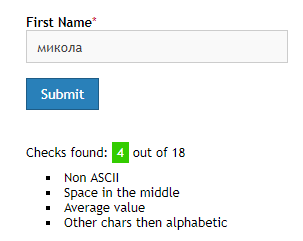 First Name*
микола
Submit
Checks found: 4 out of 18
Non ASCII
Space in the middle
Average value
Other chars then alphabetic